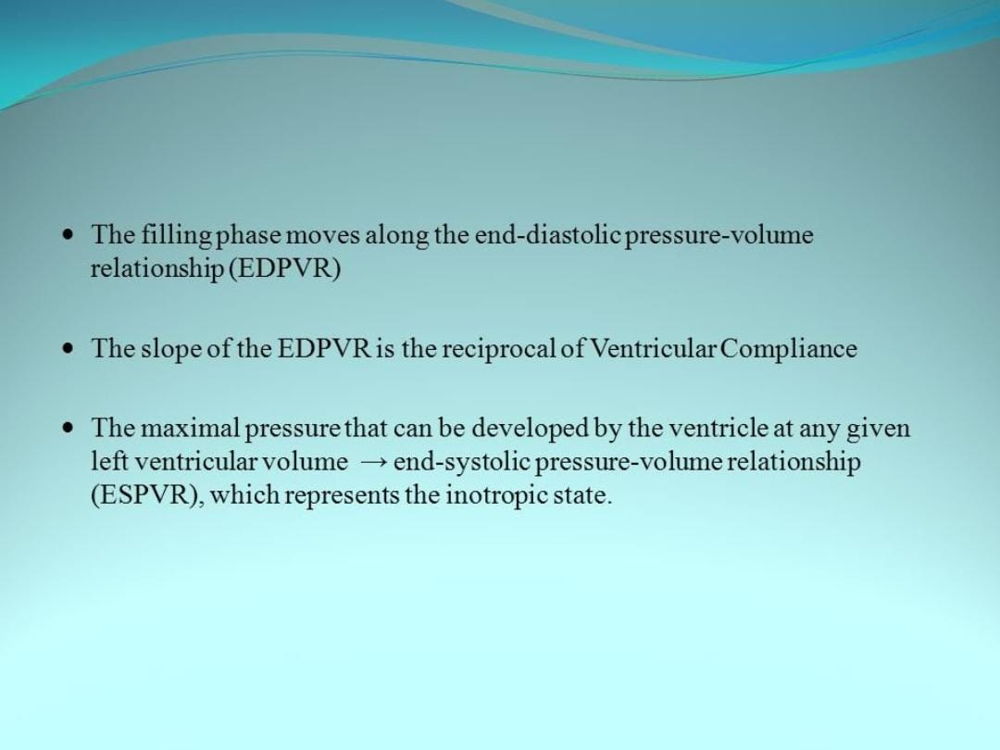 • The filling phase moves along the end-diastolic pressure-volume
relationship (EDPVR)
• The slope of the EDPVR is the reciprocal of Ventricular Compliance
• The maximal pressure that can be developed by the ventricle at any given
left ventricular volume → end-systolic pressure-volume relationship
(ESPVR), which represents the inotropic state.